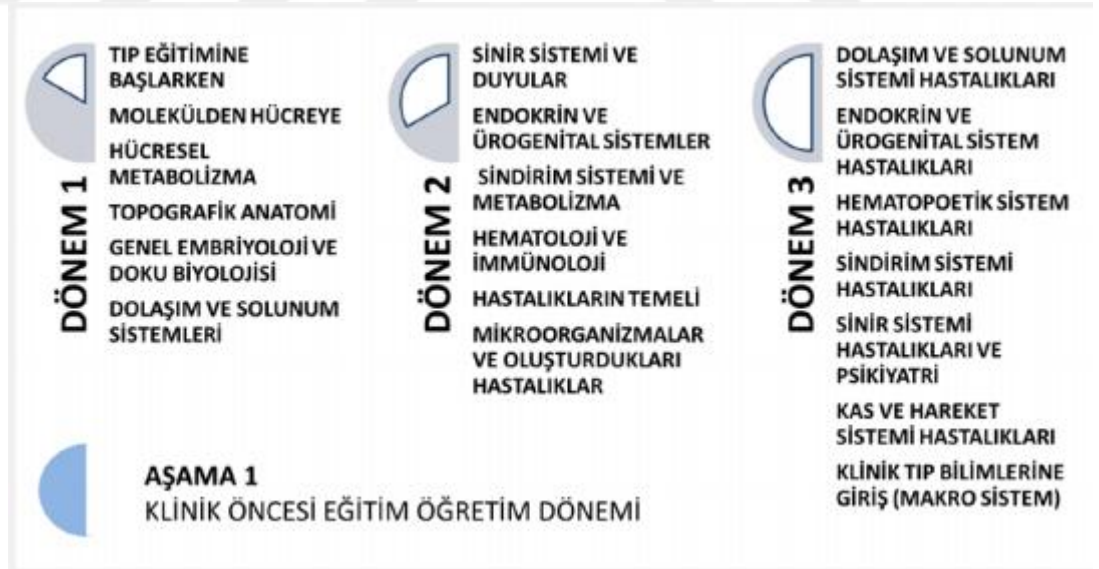 DÖNEM 1
TIP EĞİTİMİNE
BAŞLARKEN
MOLEKÜLDEN HÜCREYE
HÜCRESEL
METABOLİZMA
TOPOGRAFİK ANATOMİ
GENEL EMBRİYOLOJİ VE
DOKU BİYOLOJİSİ
DOLAŞIM VE SOLUNUM
SİSTEMLERİ
DÖNEM 2
SİNİR SİSTEMİ VE
DUYULAR
ENDOKRİN VE
ÜROGENİTAL SİSTEMLER
SİNDİRİM SİSTEMİ VE
METABOLİZMA
HEMATOLOJİ VE
İMMÜNOLOJİ
HASTALIKLARIN TEMELİ
MİKROORGANİZMALAR
VE OLUŞTURDUKLARI
HASTALIKLAR
DÖNEM 3
DOLAŞIM VE SOLUNUM
SİSTEMİ HASTALIKLARI
ENDOKRİN VE
ÜROGENİTAL SİSTEM
HASTALIKLARI
HEMATOPOETİK SİSTEM
HASTALIKLARI
SİNDİRİM SİSTEMİ
HASTALIKLARI
SİNİR SİSTEMİ
HASTALIKLARI VE
PSİKİYATRİ
KAS VE HAREKET
SİSTEMİ HASTALIKLARI
KLİNİK TIP BİLİMLERİNE
GİRİŞ (MAKRO SİSTEM)
AŞAMA 1
KLİNİK ÖNCESİ EĞİTİM ÖĞRETİM DÖNEMİ